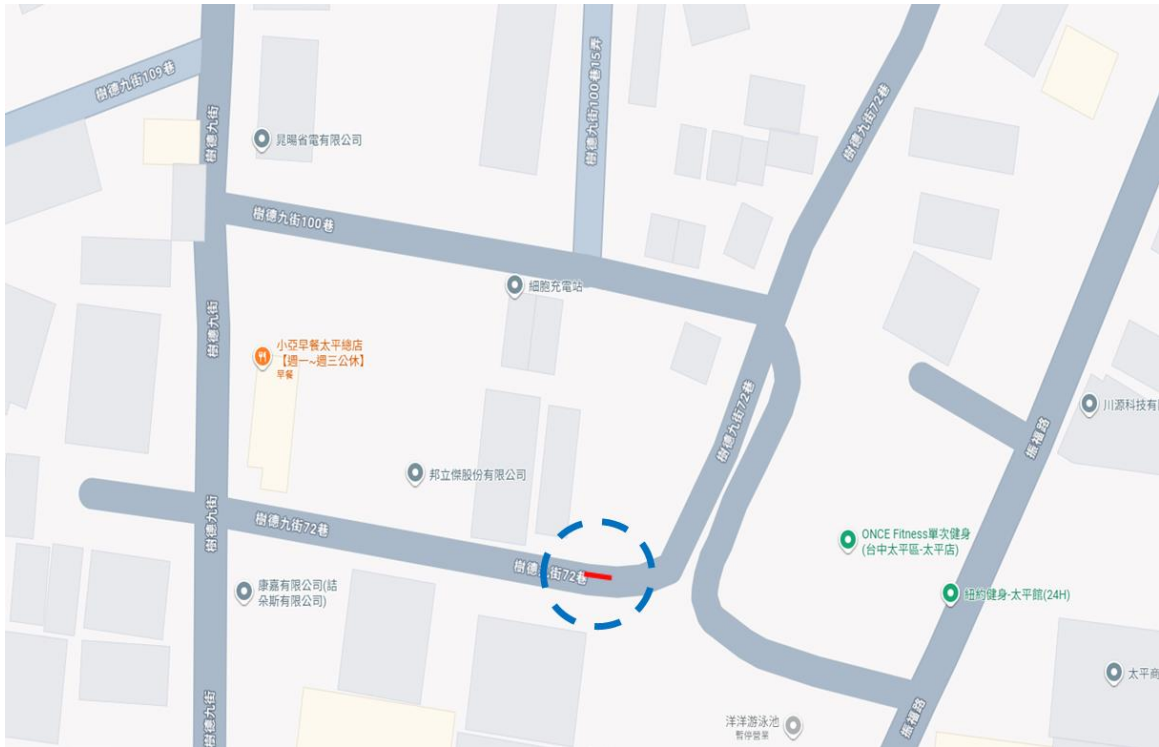 樹德九街109巷
樹德九街
晁暘省電有限公司
樹德九街100巷15弄
樹德九街72巷
樹德九街100巷
細胞充電站
樹德九街
小亞早餐太平總店
【週一~週三公休】
早餐
樹德九街72巷
川源科技有限
振福路
邦立傑股份有限公司
樹德九街
樹德九街72巷
ONCE Fitness單次健身
(台中太平區-太平店)
樹德九街72巷
康嘉有限公司(詰
朵斯有限公司)
紐約健身-太平館(24H)
太平商
樹德九街
洋洋游泳池
暫停營業
振福路